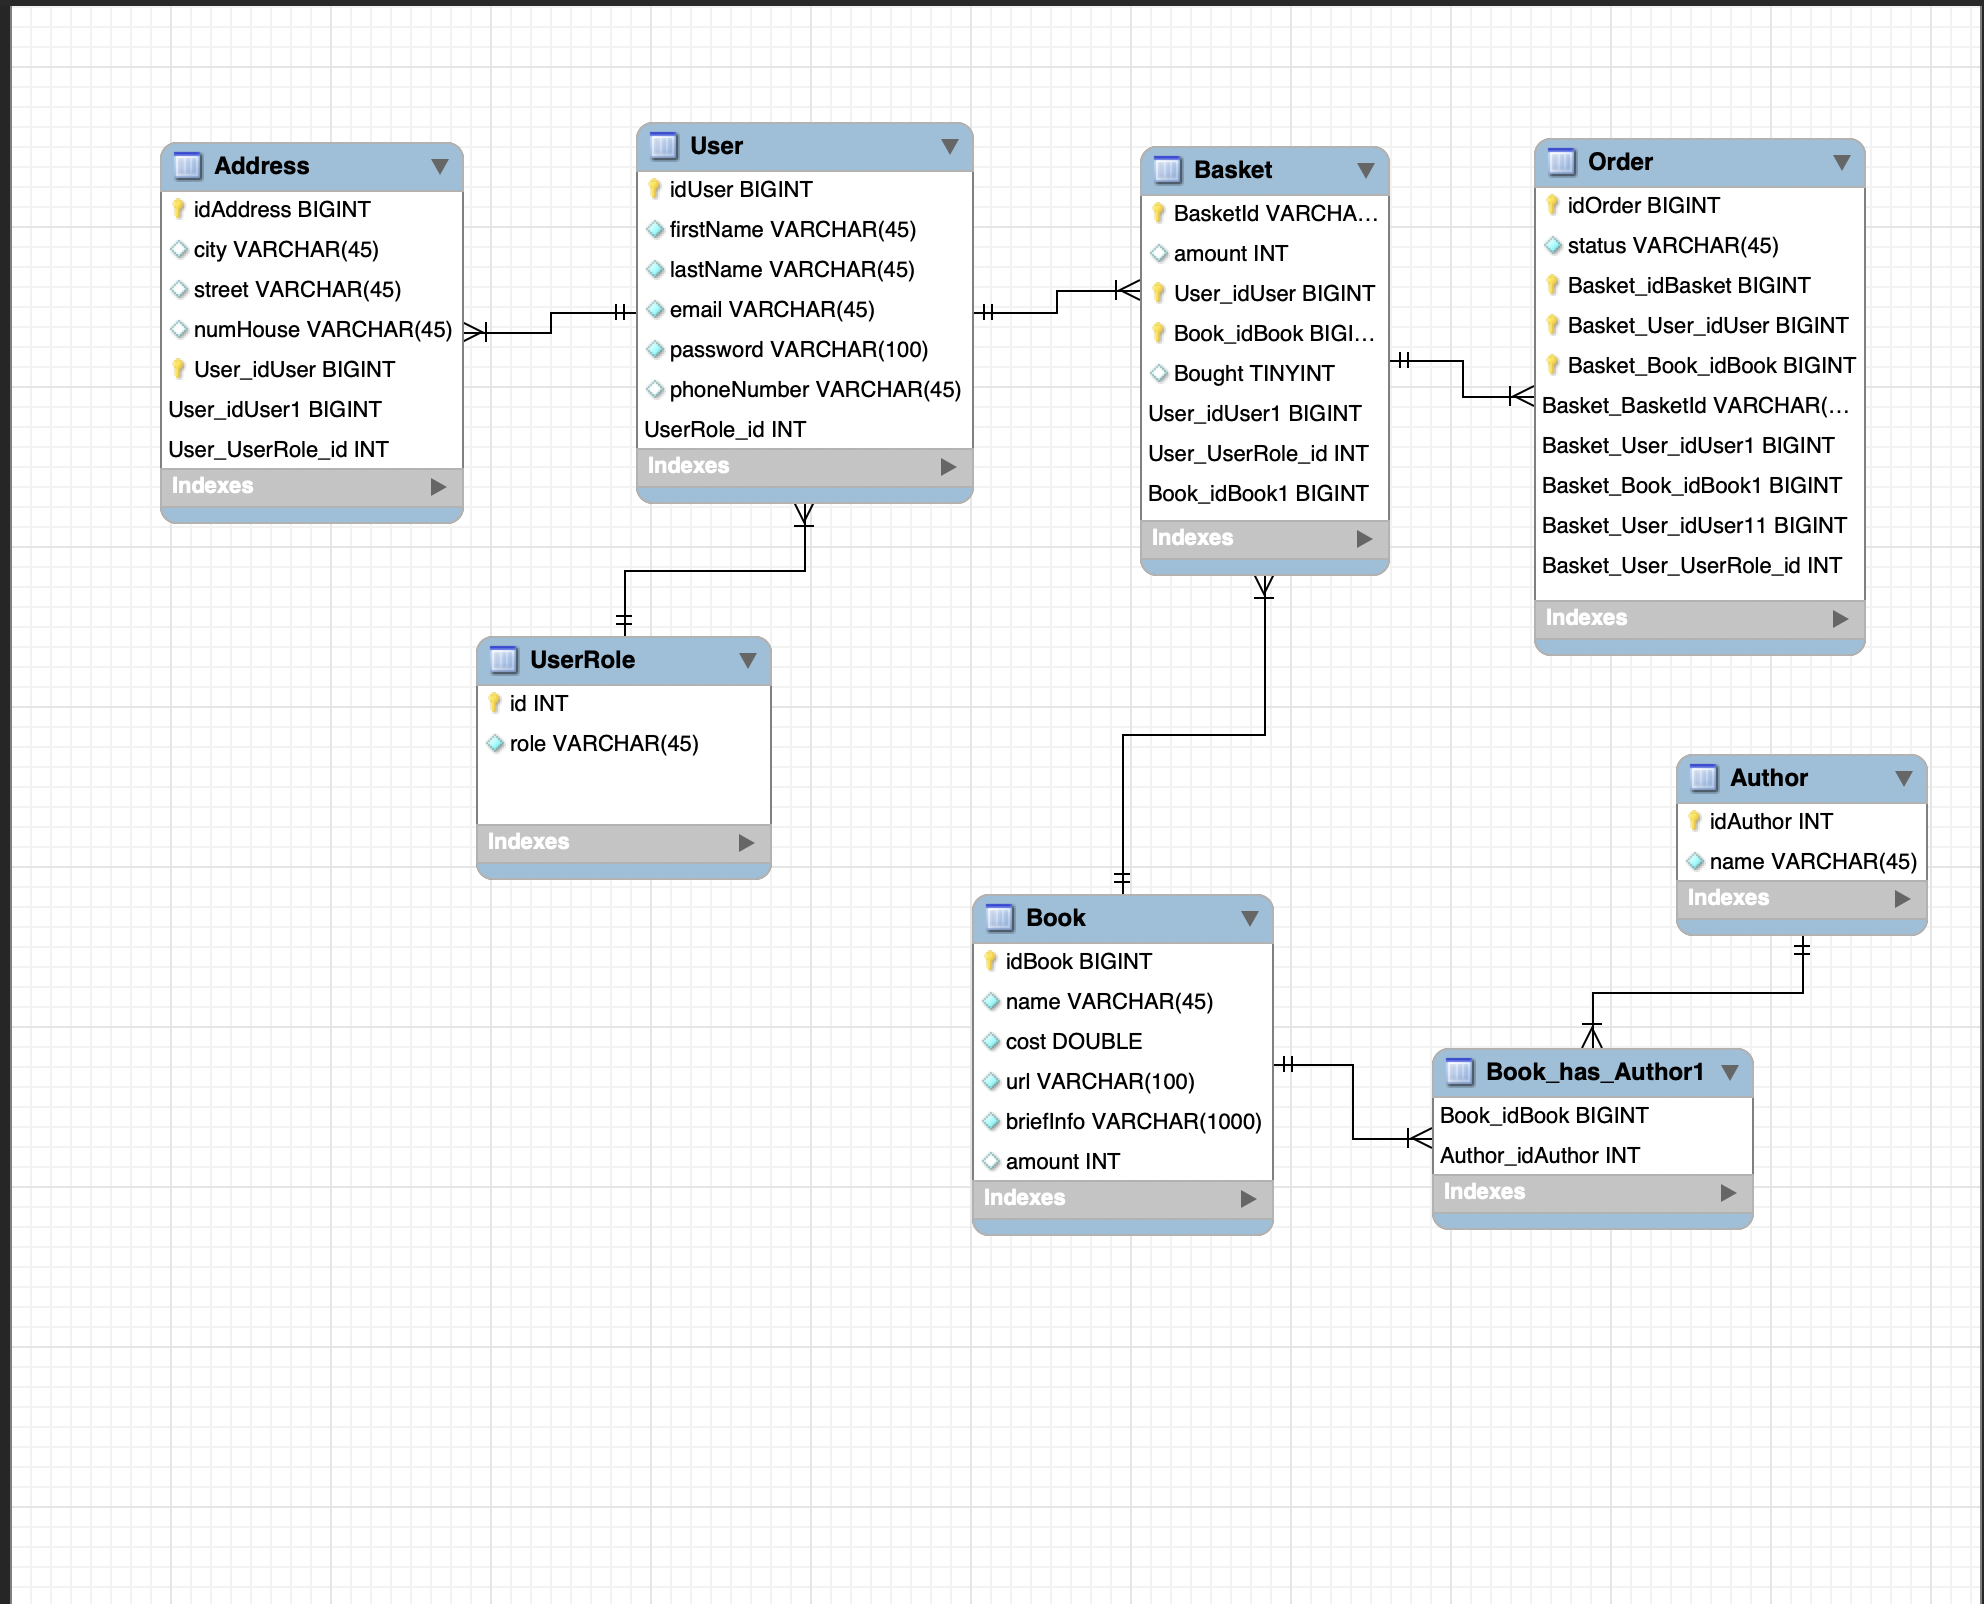 Address
idAddress BIGINT
city VARCHAR(45)
street VARCHAR(45)
numHouse VARCHAR(45)
User_idUser BIGINT
User_idUser1 BIGINT
User_UserRole_id INT
Indexes
User
idUser BIGINT
firstName VARCHAR(45)
lastName VARCHAR(45)
email VARCHAR(45)
password VARCHAR(100)
phoneNumber VARCHAR(45)
UserRole_id INT
Indexes
Basket
BasketId VARCHA...
amount INT
User_idUser BIGINT
Book_idBook BIGI...
Bought TINYINT
User_idUser1 BIGINT
User_UserRole_id INT
Book_idBook1 BIGINT
Indexes
Order
idOrder BIGINT
status VARCHAR(45)
Basket_idBasket BIGINT
Basket_User_idUser BIGINT
Basket_Book_idBook BIGINT
Basket_BasketId VARCHAR(...
Basket_User_idUser1 BIGINT
Basket_Book_idBook1 BIGINT
Basket_User_idUser11 BIGINT
Basket_User_UserRole_id INT
Indexes
UserRole
id INT
role VARCHAR(45)
Indexes
Author
idAuthor INT
name VARCHAR(45)
Indexes
Book
idBook BIGINT
name VARCHAR(45)
cost DOUBLE
url VARCHAR(100)
briefInfo VARCHAR(1000)
amount INT
Indexes
Book_has_Author1
Book_idBook BIGINT
Author_idAuthor INT
Indexes